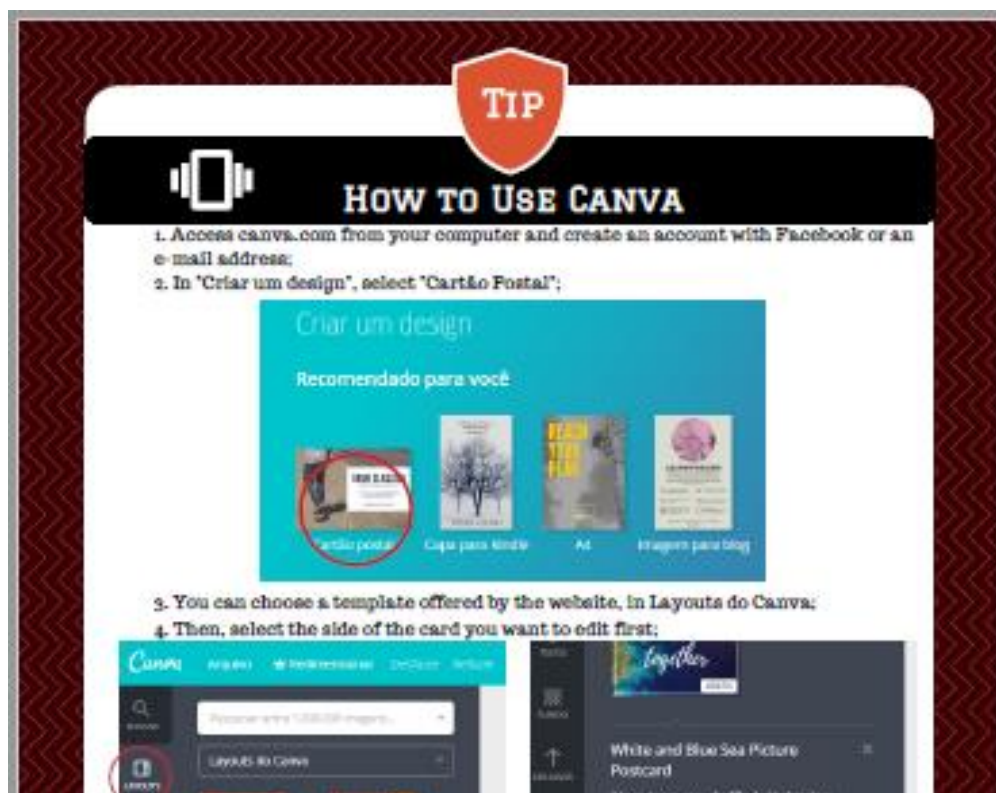 TIP
HOW TO USE CANVA
1. Access canva.com from your computer and create an account with Facebook or an
e-mail address;
2. In "Criar um design", select "Cartão Postal";
Criar um design
Recomendado para você
Cartão postal
Capa para Kindle
A4
Imagem para blog
3. You can choose a template offered by the website, in Layouts do Canva;
4. Then, select the side of the card you want to edit first;
Canva
Arquivo
Redimensionar
Layouts do Canva
LAYOUTS
together
White and Blue Sea Picture
Postcard